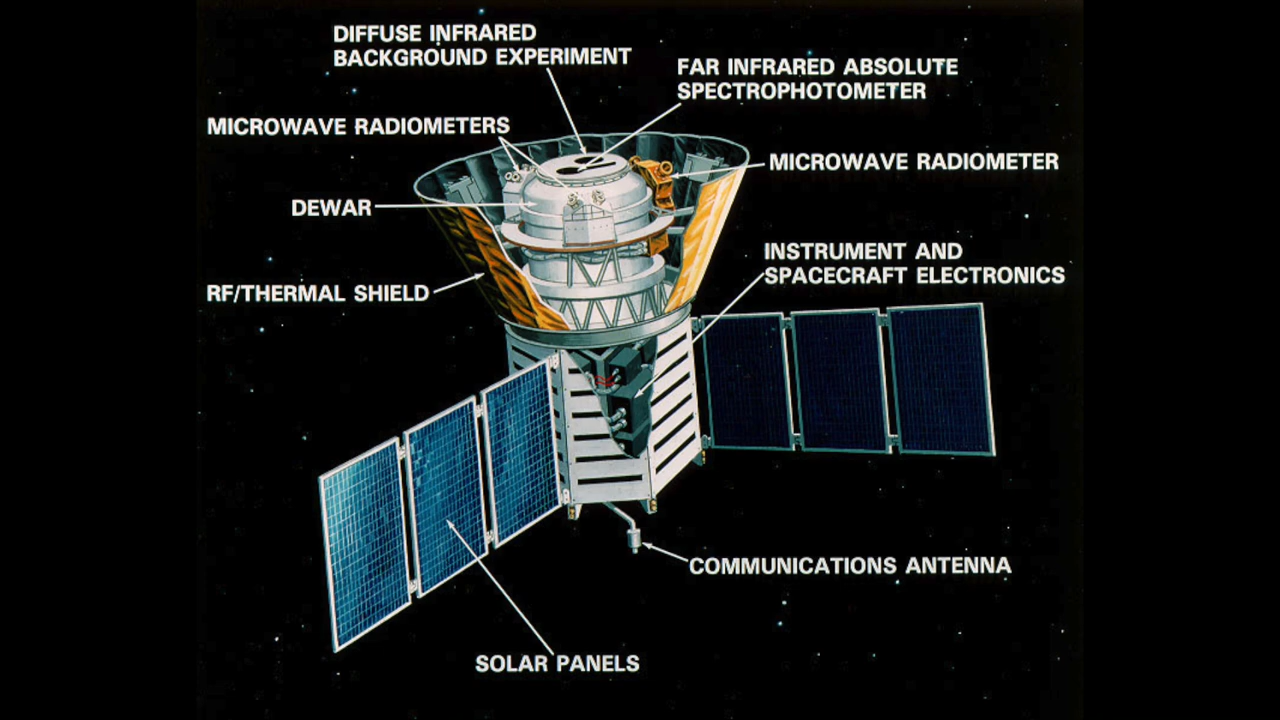 DIFFUSE INFRARED
BACKGROUND EXPERIMENT
FAR INFRARED ABSOLUTE
SPECTROPHOTOMETER
MICROWAVE RADIOMETERS
MICROWAVE RADIOMETER
DEWAR
INSTRUMENT AND
SPACECRAFT ELECTRONICS
RF/THERMAL SHIELD
COMMUNICATIONS ANTENNA
SOLAR PANELS